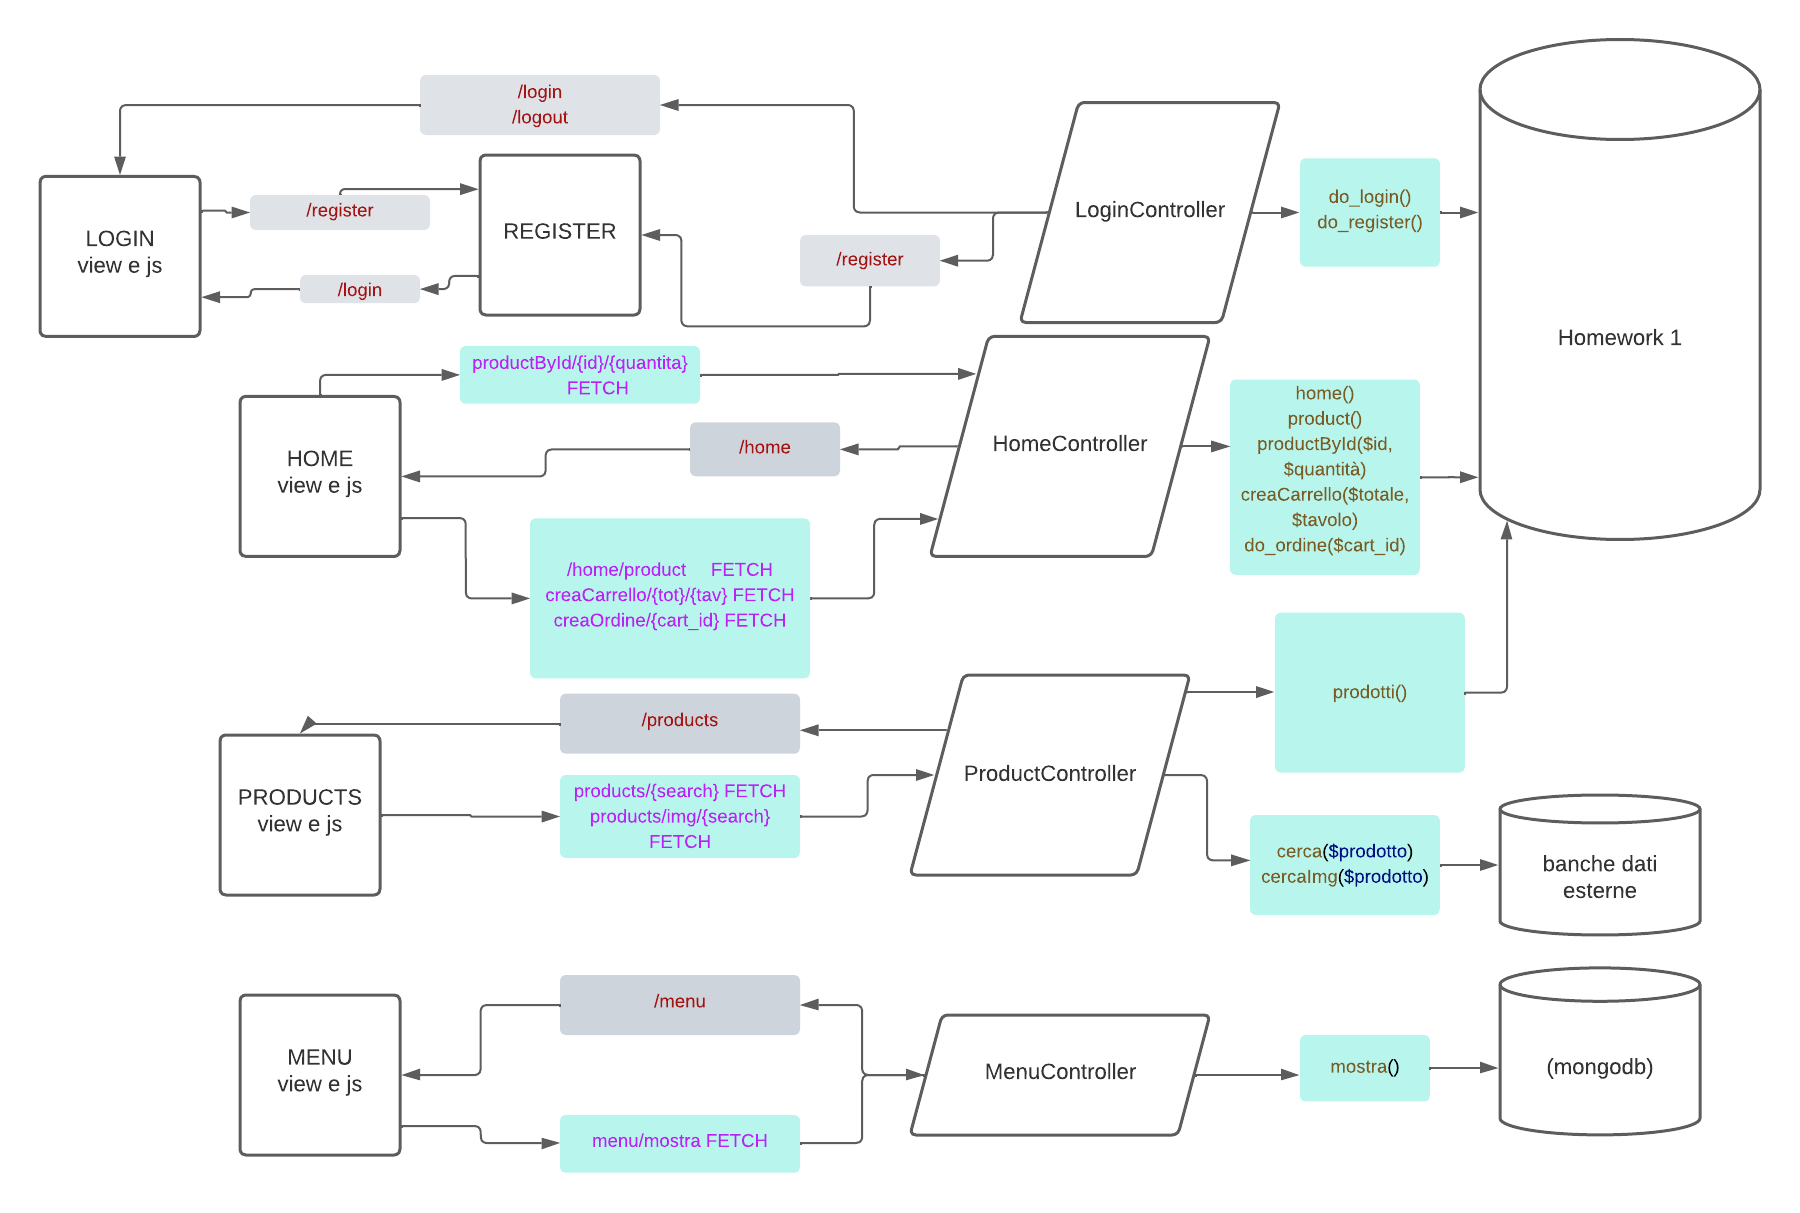 /login
/logout
LOGIN
view e js
/register
REGISTER
/login
/register
LoginController
do_login()
do_register()
Homework 1
productById/{id}/{quantita}
FETCH
HOME
view e js
/home
HomeController
home()
product()
productById($id,
$quantità)
creaCarrello($totale,
$tavolo)
do_ordine($cart_id)
/home/product FETCH
creaCarrello/{tot}/{tav} FETCH
creaOrdine/{cart_id} FETCH
/products
PRODUCTS
view e js
products/{search} FETCH
products/img/{search}
FETCH
ProductController
prodotti()
cerca($prodotto)
cercaImg($prodotto)
banche dati
esterne
/menu
MENU
view e js
menu/mostra FETCH
MenuController
mostra()
(mongodb)